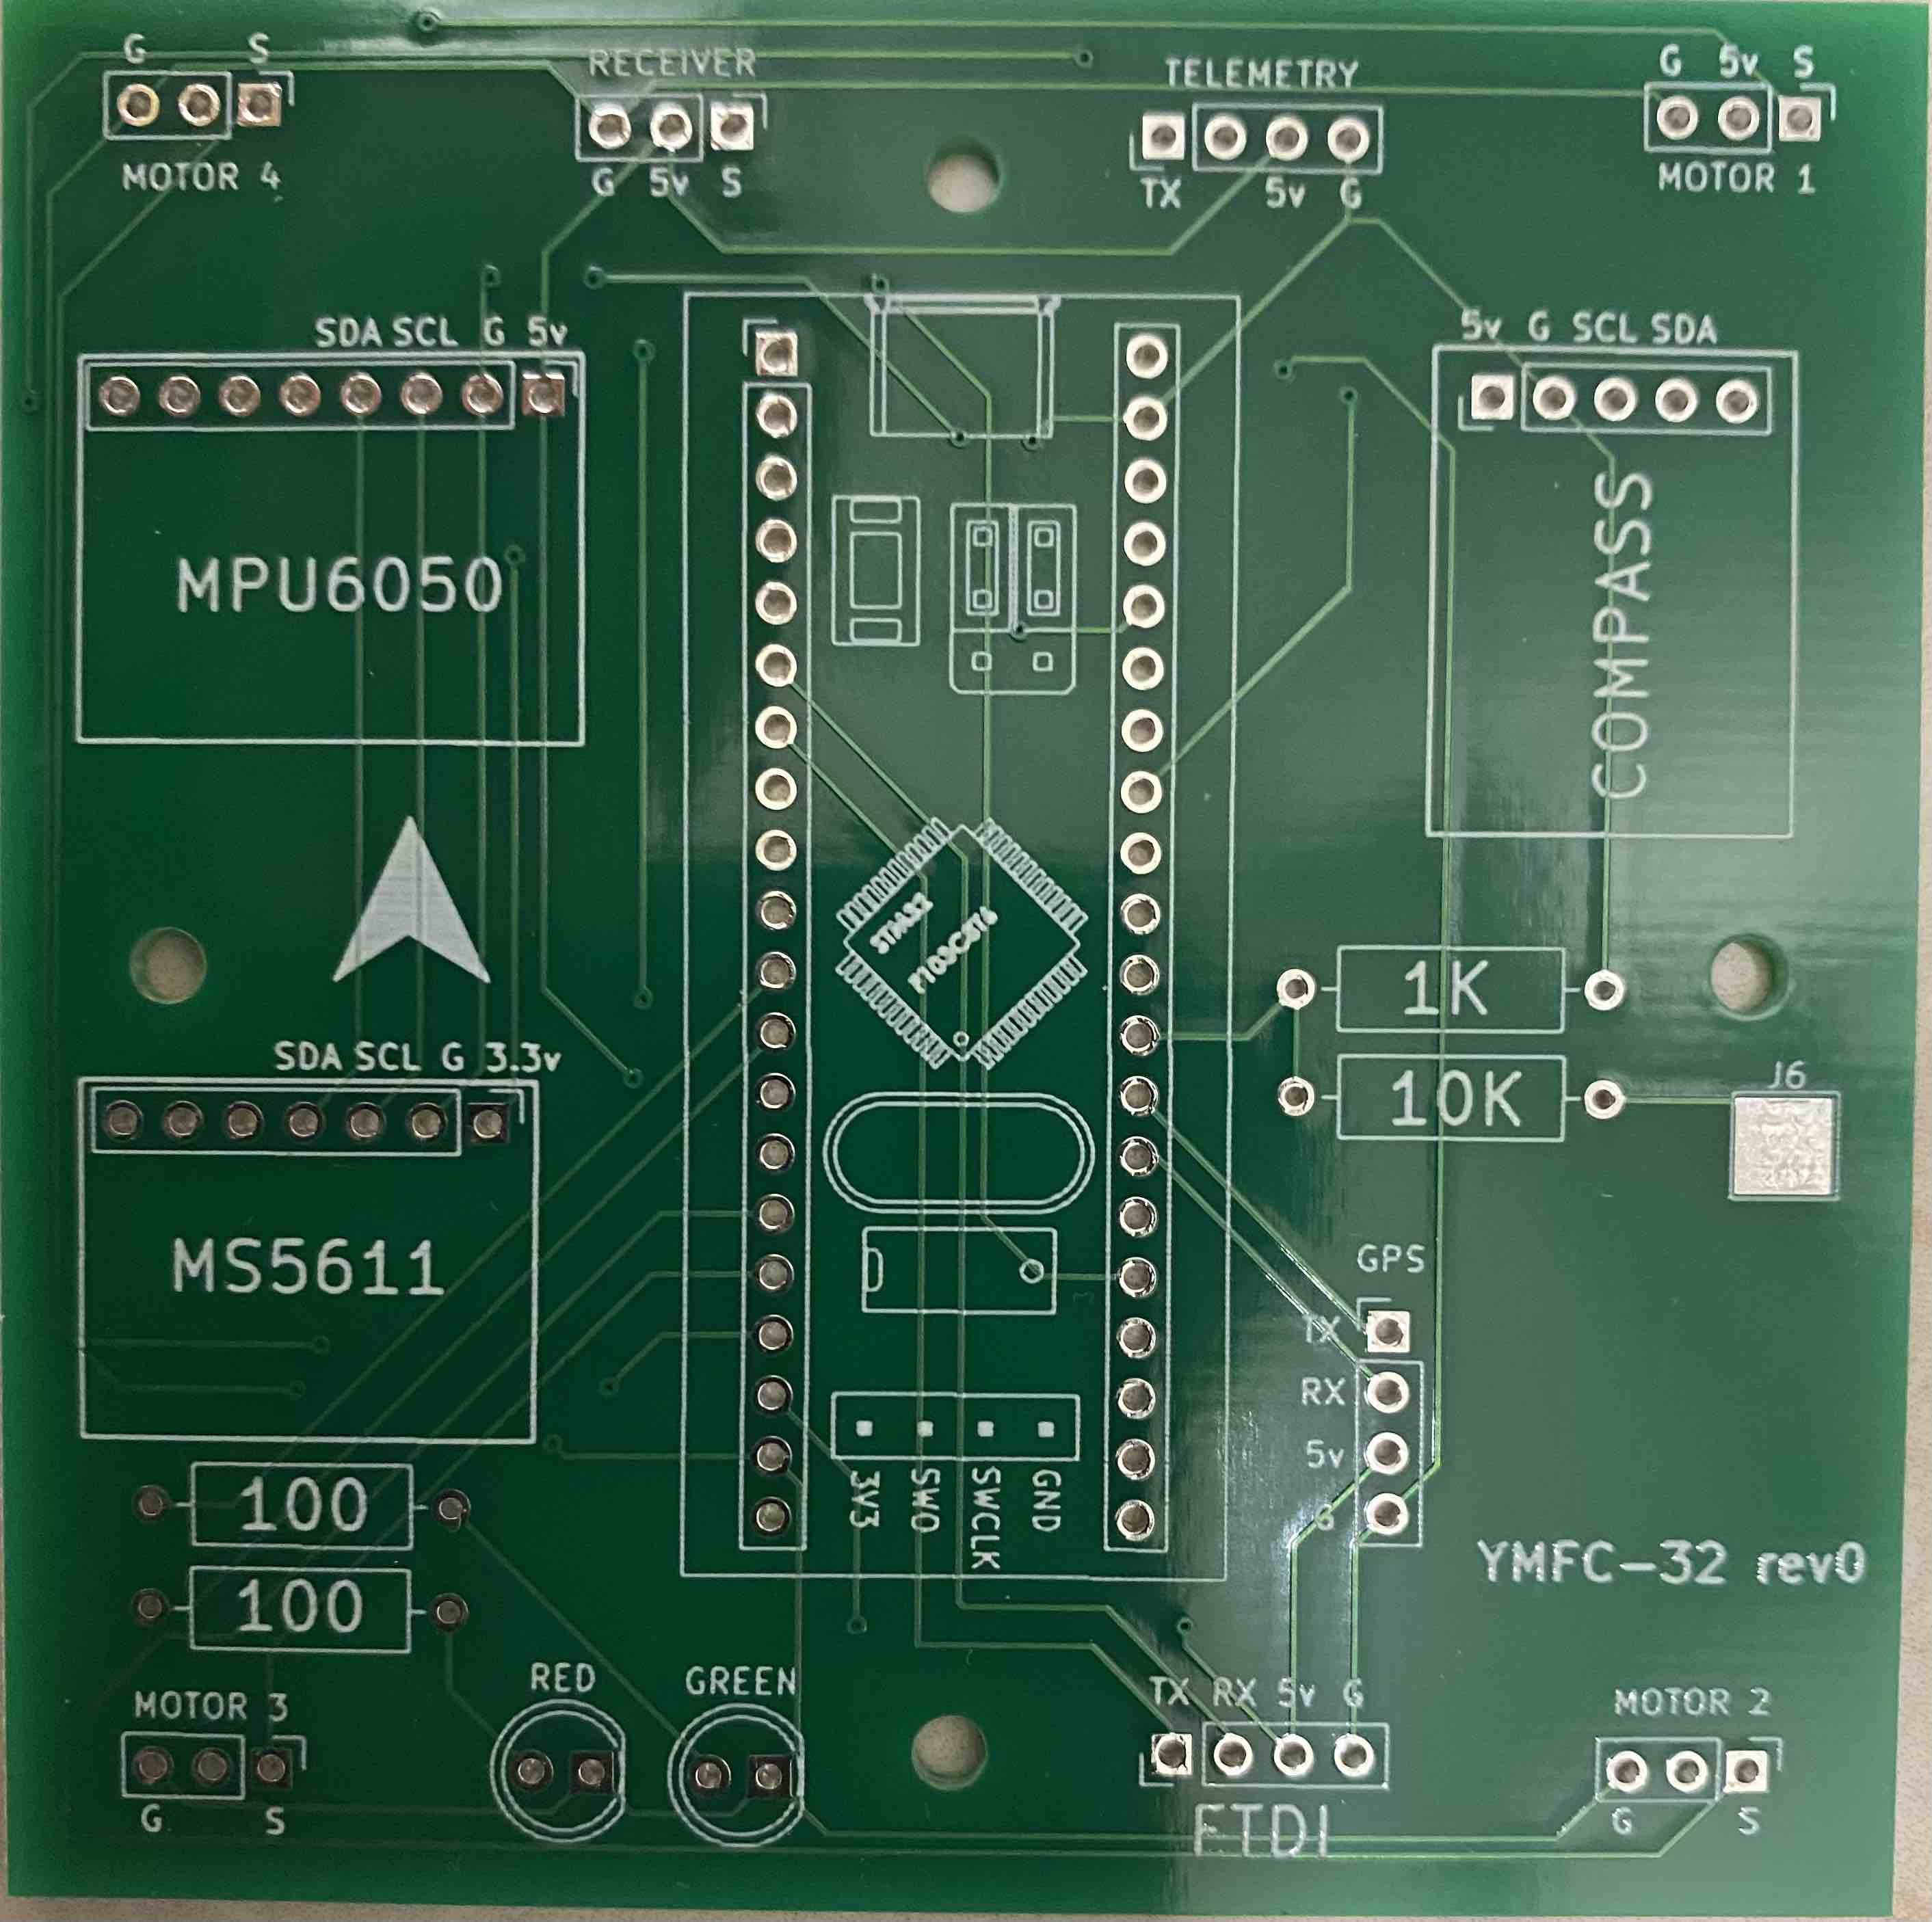 G S
MOTOR 4
RECEIVER
G 5v S
TELEMETRY
TX 5v G
G 5v S
MOTOR 1
SDA SCL G 5v
MPU6050
5v G SCL SDA
COMPASS
STM32
F103C8T6
SDA SCL G 3.3v
MS5611
1K
10K
J6
GPS
TX
RX
5v
G
3V3
SWO
SWCLK
GND
YMFC-32 rev0
100
100
MOTOR 3
G S
RED
GREEN
TX RX 5v G
FTDI
MOTOR 2
G S